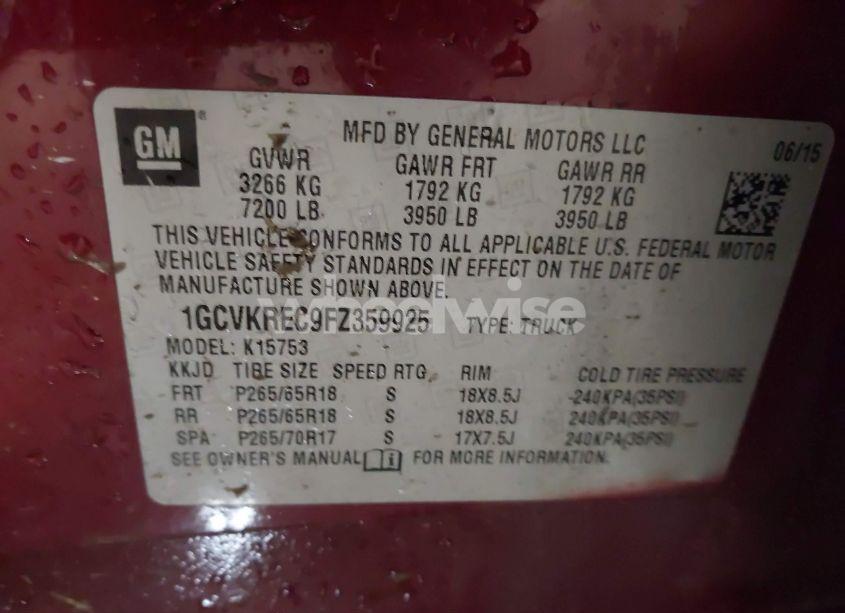 GM
MFD BY GENERAL MOTORS LLC
06/15
GVWR GAWR FRT GAWR RR
3266 KG 1792 KG 1792 KG
7200 LB 3950 LB 3950 LB
THIS VEHICLE CONFORMS TO ALL APPLICABLE U.S. FEDERAL MOTOR
VEHICLE SAFETY STANDARDS IN EFFECT ON THE DATE OF
MANUFACTURE SHOWN ABOVE.
wheelwise
1GCVKREC9FZ359925 TYPE: TRUCK
MODEL: K15753
KKJD TIRE SIZE SPEED RTG RIM COLD TIRE PRESSURE
FRT P265/65R18 S 18X8.5J 240KPA(35PSI)
RR P265/65R18 S 18X8.5J 240KPA(35PSI)
SPA P265/70R17 S 17X7.5J 240KPA(35PSI)
SEE OWNER'S MANUAL FOR MORE INFORMATION.